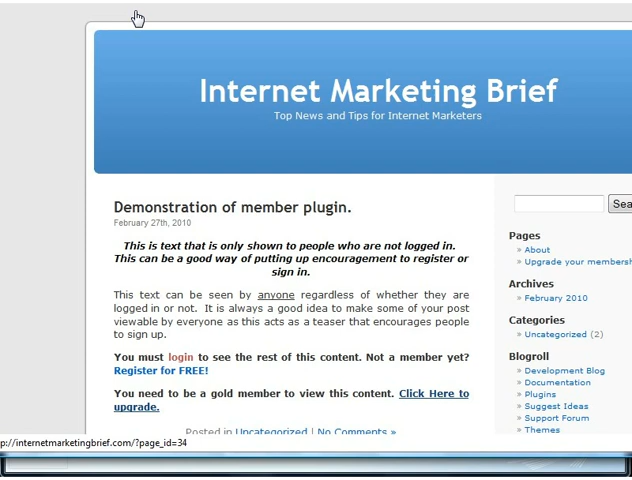 Internet Marketing Brief
Top News and Tips for Internet Marketers
Demonstration of member plugin.
February 27th, 2010
This is text that is only shown to people who are not logged in.
This can be a good way of putting up encouragement to register or
sign in.
This text can be seen by anyone regardless of whether they are
logged in or not. It is always a good idea to make some of your post
viewable by everyone as this acts as a teaser that encourages people
to sign up.
You must login to see the rest of this content. Not a member yet?
Register for FREE!
You need to be a gold member to view this content. Click Here to
upgrade.
Posted in Uncategorized | No Comments »
Sea
Pages
» About
» Upgrade your membersh
Archives
» February 2010
Categories
» Uncategorized (2)
Blogroll
» Development Blog
» Documentation
» Plugins
» Suggest Ideas
» Support Forum
» Themes
p://internetmarketingbrief.com/?page_id=34